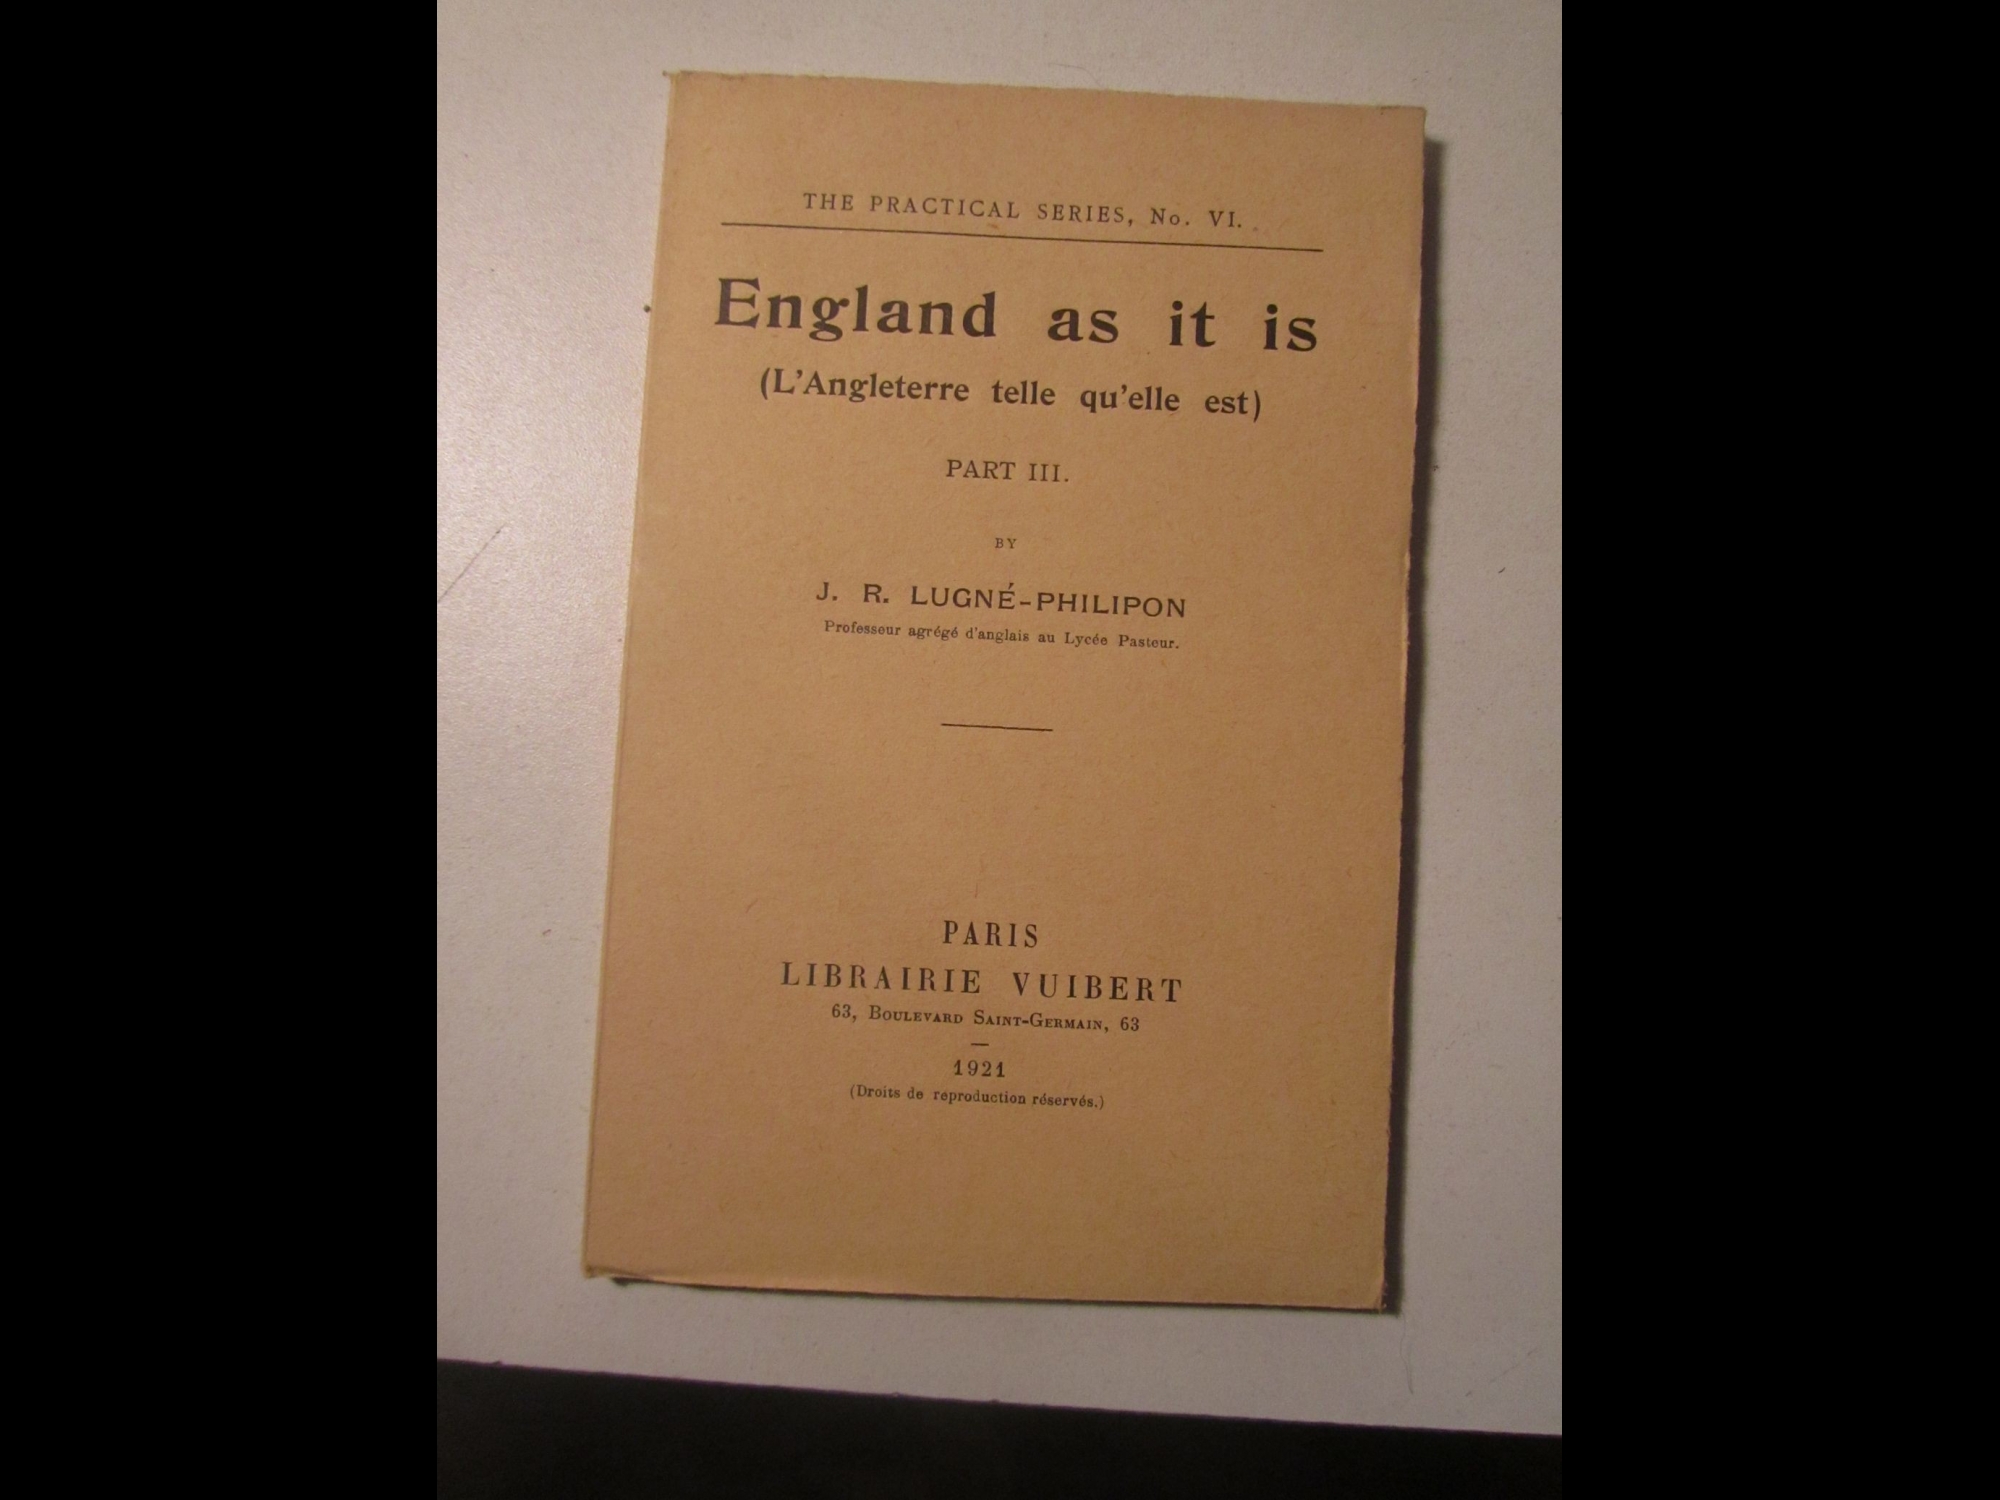 THE PRACTICAL SERIES, No. VI.
England as it is
(L'Angleterre telle qu'elle est)
PART III.
BY
J. R. LUGNÉ-PHILIPON
Professeur agrégé d'anglais au Lycée Pasteur.
PARIS
LIBRAIRIE VUIBERT
63, BOULEVARD SAINT-GERMAIN, 63
1921
(Droits de reproduction réservés.)